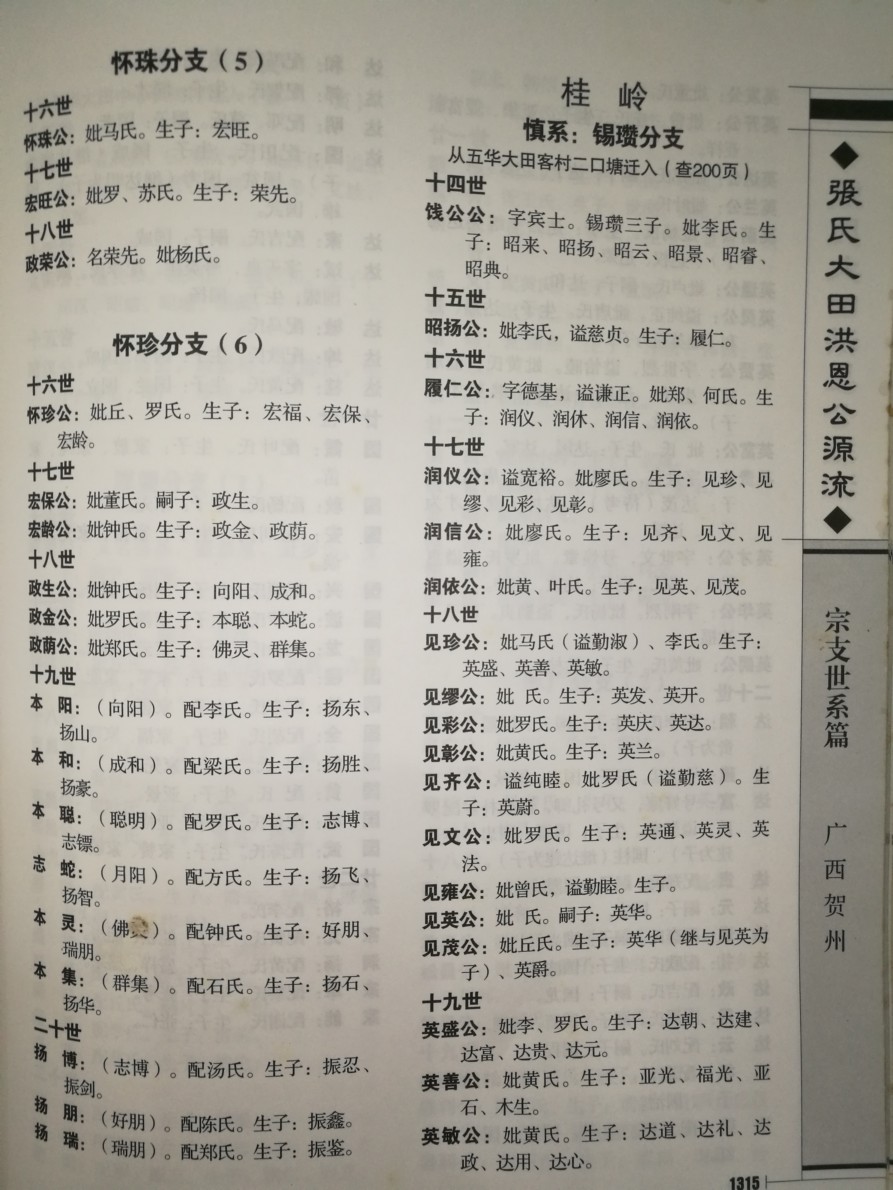 怀珠分支（5）
十六世
怀珠公：妣马氏。生子：宏旺。
十七世
宏旺公：妣罗、苏氏。生子：荣先。
十八世
政荣公：名荣先。妣杨氏。
怀珍分支（6）
十六世
怀珍公：妣丘、罗氏。生子：宏福、宏保、
宏龄。
十七世
宏保公：妣董氏。嗣子：政生。
宏龄公：妣钟氏。生子：政金、政荫。
十八世
政生公：妣钟氏。生子：向阳、成和。
政金公：妣罗氏。生子：本聪、本蛇。
政荫公：妣郑氏。生子：佛灵、群集。
十九世
本 阳：（向阳）。配李氏。生子：扬东、
扬山。
本 和：（成和）。配梁氏。生子：扬胜、
扬豪。
本 聪：（聪明）。配罗氏。生子：志博、
志镖。
志 蛇：（月阳）。配方氏。生子：扬飞、
扬智。
本 灵：（佛灵）。配钟氏。生子：好朋、
瑞朋。
本 集：（群集）。配石氏。生子：扬石、
扬华。
二十世
扬 博：（志博）。配汤氏。生子：振忍、
振剑。
扬 朋：（好朋）。配陈氏。生子：振鑫。
扬 瑞：（瑞朋）。配郑氏。生子：振鉴。
桂 岭
慎系：锡瓒分支
从五华大田客村二口塘迁入（查200页）
十四世
饯公公：字宾士。锡瓒三子。妣李氏。生
子：昭来、昭扬、昭云、昭景、昭睿、
昭典。
十五世
昭扬公：妣李氏，谥慈贞。生子：履仁。
十六世
履仁公：字德基，谥谦正。妣郑、何氏。生
子：润仪、润休、润信、润依。
十七世
润仪公：谥宽裕。妣廖氏。生子：见珍、见
缪、见彩、见彰。
润信公：妣廖氏。生子：见齐、见文、见
雍。
润依公：妣黄、叶氏。生子：见英、见茂。
十八世
见珍公：妣马氏（谥勤淑）、李氏。生子：
英盛、英善、英敏。
见缪公：妣 氏。生子：英发、英开。
见彩公：妣罗氏。生子：英庆、英达。
见彰公：妣黄氏。生子：英兰。
见齐公：谥纯睦。妣罗氏（谥勤慈）。生
子：英蔚。
见文公：妣罗氏。生子：英通、英灵、英
法。
见雍公：妣曾氏，谥勤睦。生子。
见英公：妣 氏。嗣子：英华。
见茂公：妣丘氏。生子：英华（继与见英为
子）、英爵。
十九世
英盛公：妣李、罗氏。生子：达朝、达建、
达富、达贵、达元。
英善公：妣黄氏。生子：亚光、福光、亚
石、木生。
英敏公：妣黄氏。生子：达道、达礼、达
政、达用、达心。
◆張氏大田洪恩公源流◆
宗支世系篇
广西贺州
1315